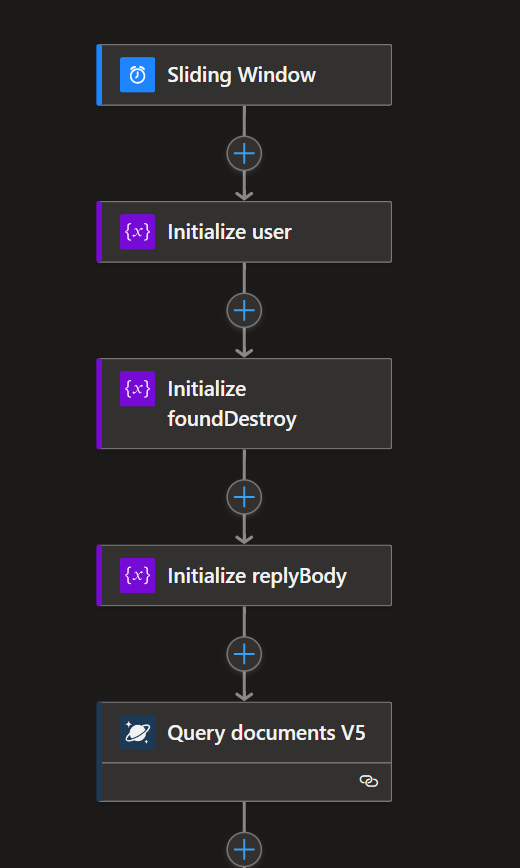 Sliding Window
{x} Initialize user
{x} Initialize
foundDestroy
{x} Initialize replyBody
Query documents V5